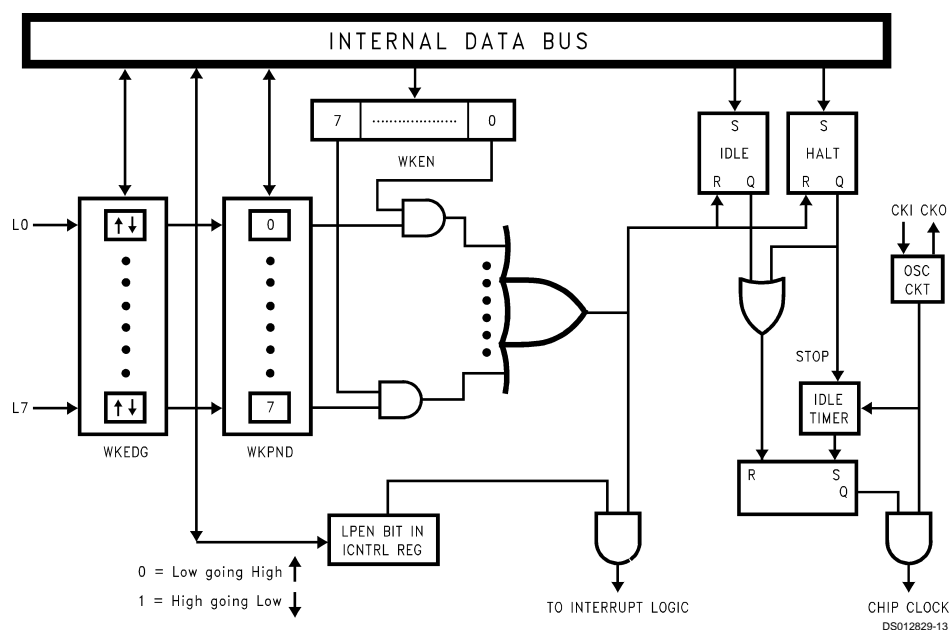 INTERNAL DATA BUS
7 ..................... 0
WKEN
S
IDLE
R Q
S
HALT
R Q
CKI CKO
OSC
CKT
L0
0
L7
7
WKEDG
WKPND
STOP
IDLE
TIMER
R S
Q
LPEN BIT IN
ICNTRL REG
0 = Low going High
1 = High going Low
TO INTERRUPT LOGIC
CHIP CLOCK
DS012829-13